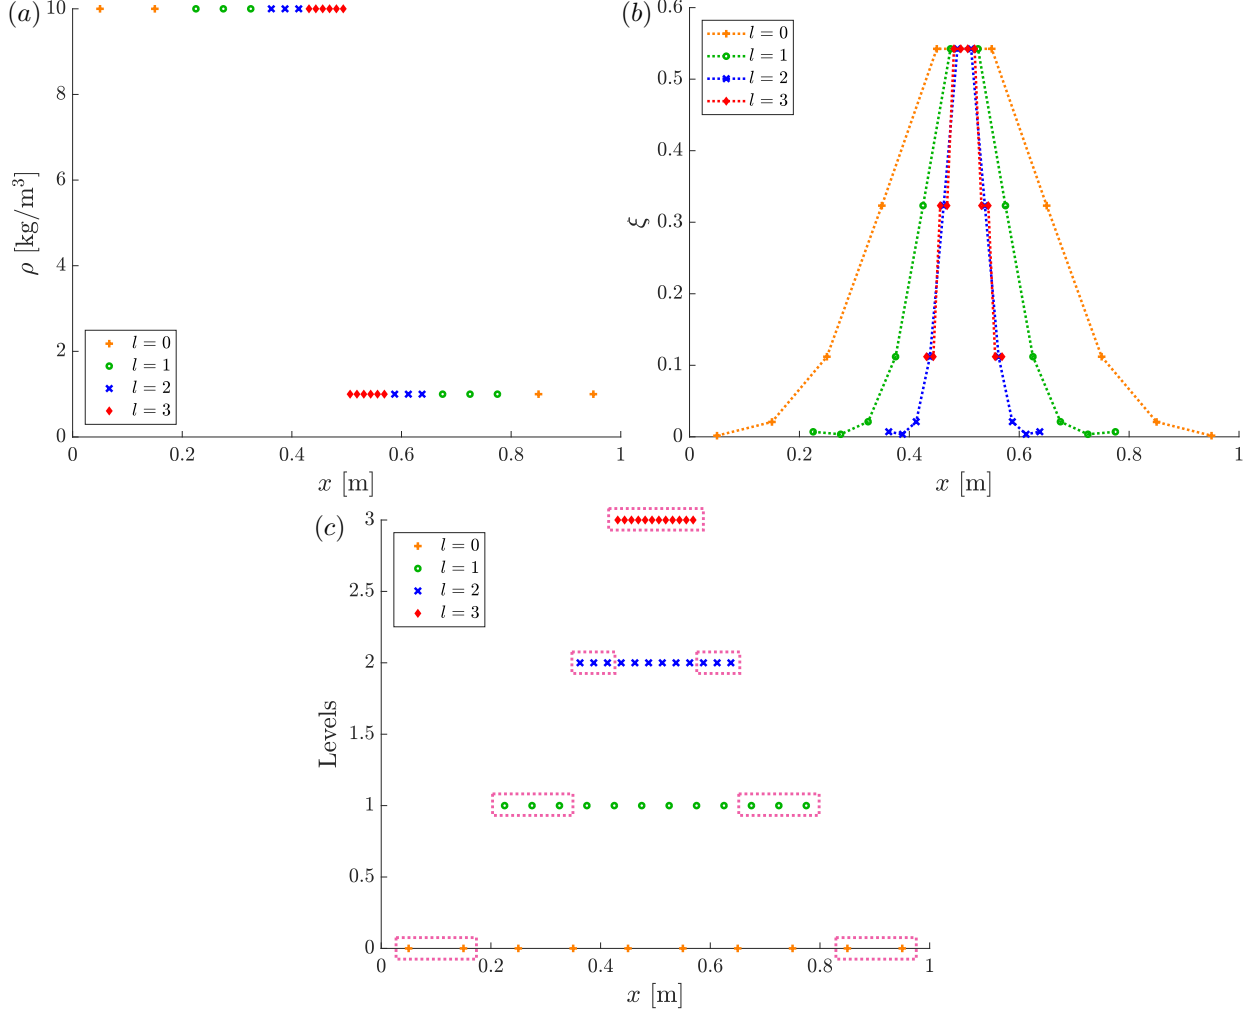 (a)
10
8
6
4
2
0
ρ [kg/m³]
l = 0
l = 1
l = 2
l = 3
0 0.2 0.4 0.6 0.8 1
x [m]
(b)
0.6
0.5
0.4
0.3
0.2
0.1
0
ξ
l = 0
l = 1
l = 2
l = 3
0 0.2 0.4 0.6 0.8 1
x [m]
(c)
3
2.5
2
1.5
1
0.5
0
Levels
l = 0
l = 1
l = 2
l = 3
0 0.2 0.4 0.6 0.8 1
x [m]